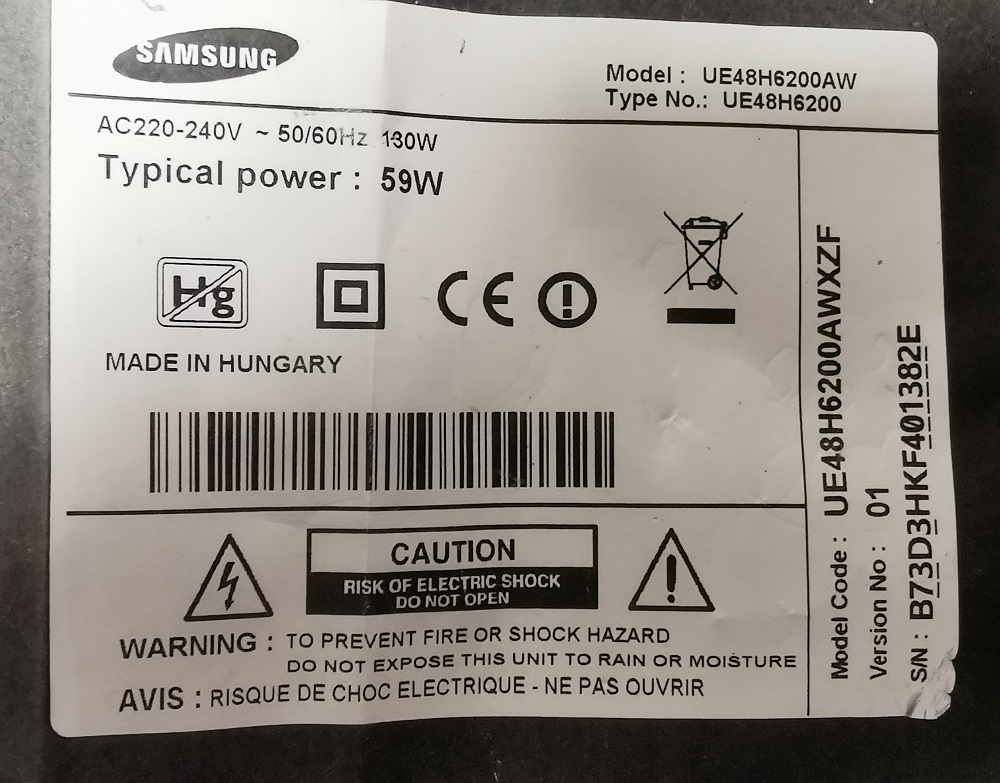 SAMSUNG
Model : UE48H6200AW
Type No.: UE48H6200
AC220-240V ~ 50/60Hz 130W
Typical power : 59W
Hg
CE
MADE IN HUNGARY
CAUTION
RISK OF ELECTRIC SHOCK
DO NOT OPEN
WARNING : TO PREVENT FIRE OR SHOCK HAZARD
DO NOT EXPOSE THIS UNIT TO RAIN OR MOISTURE
AVIS : RISQUE DE CHOC ELECTRIQUE - NE PAS OUVRIR
Model Code : UE48H6200AWXZF
Version No : 01
S/N : B73D3HKF401382E